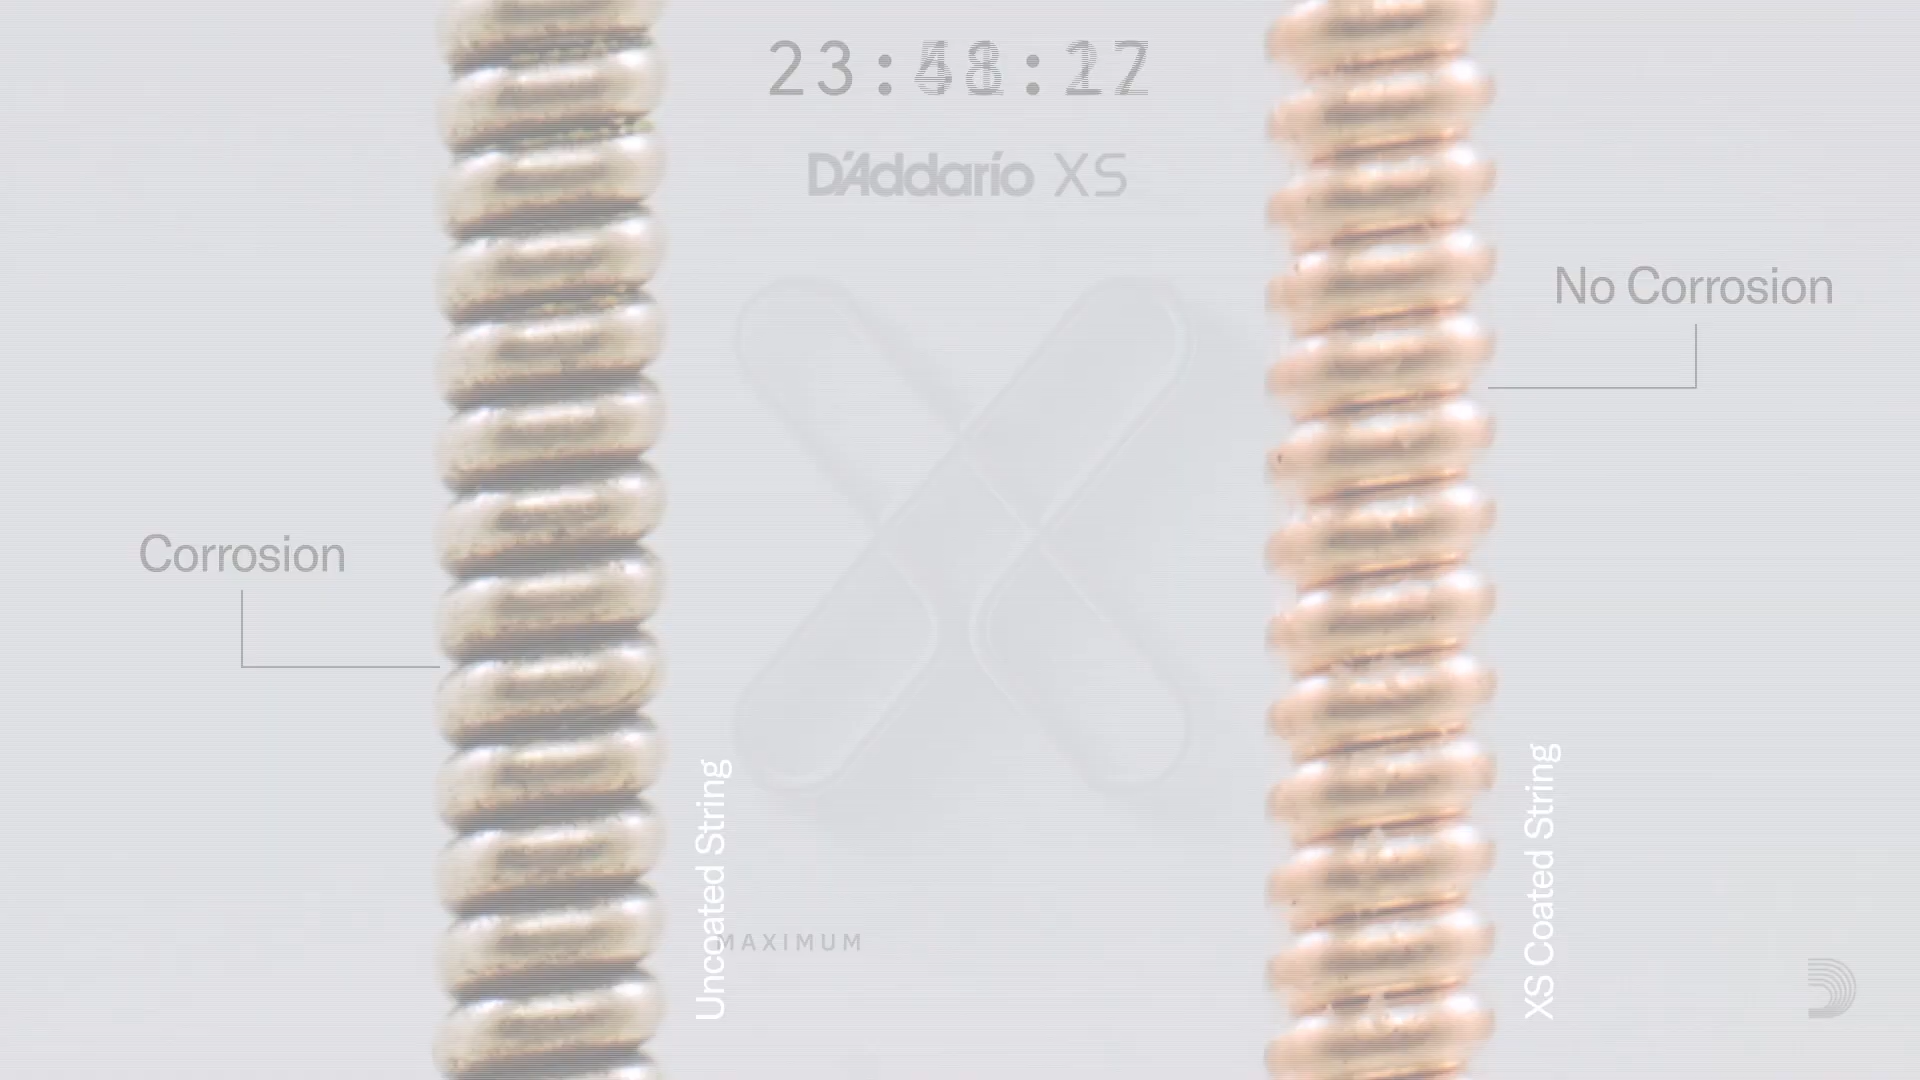 D'Addario XS
No Corrosion
Corrosion
Uncoated String
XS Coated String
MAXIMUM